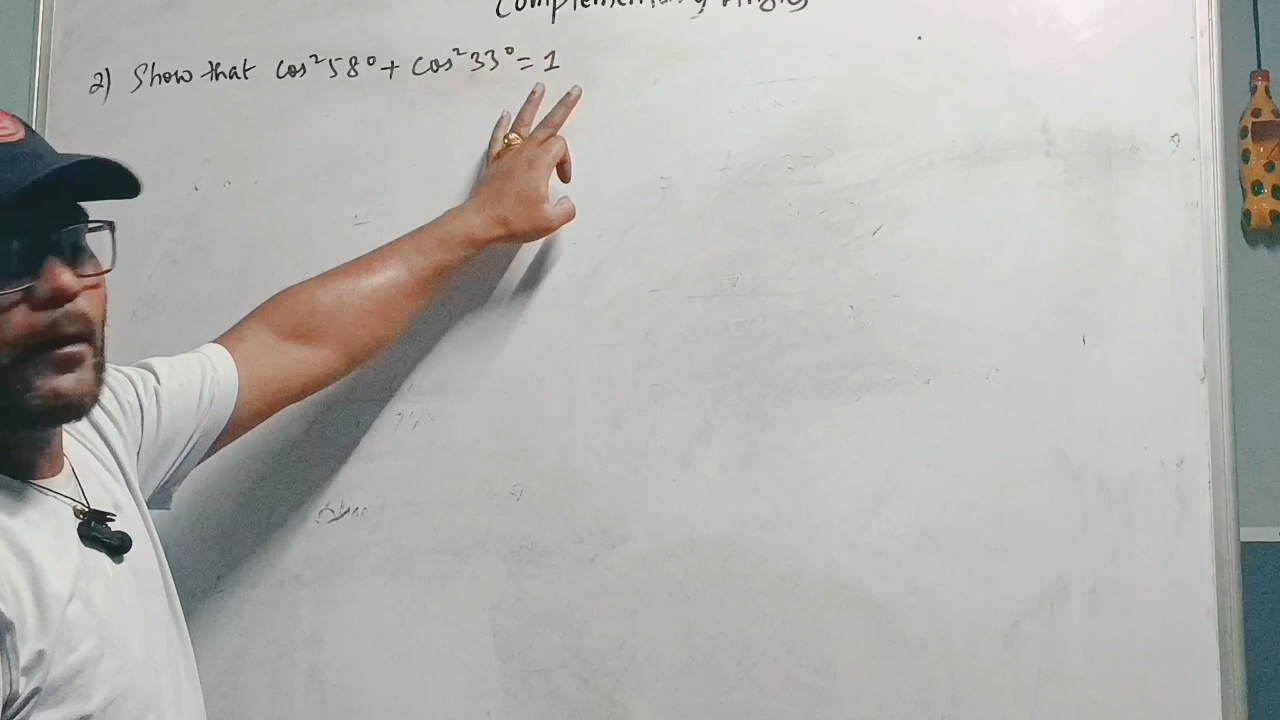 Complementary Angles
2) Show that cos²58°+ cos²33°= 1